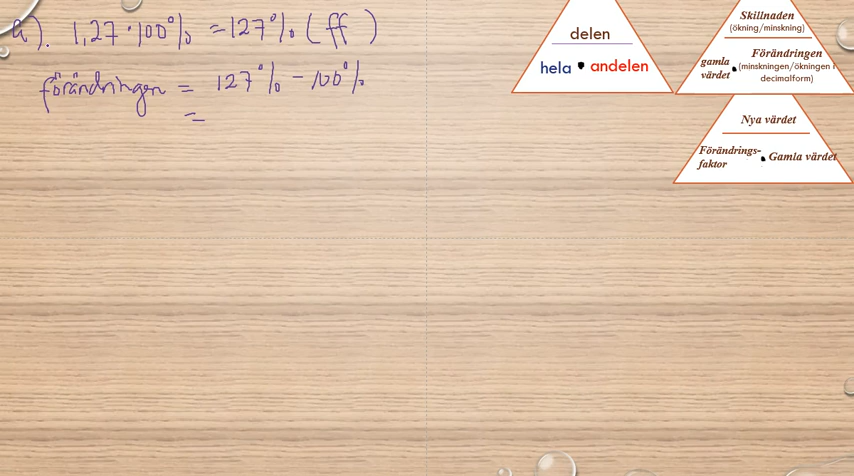 a). 1,27 · 100% = 127% (ff )
förändringen = 127% - 100%
=
delen
hela • andelen
Skillnaden
(ökning/minskning)
gamla värdet • Förändringen
(minskningen/ökningen i decimalform)
Nya värdet
Förändrings-faktor • Gamla värdet